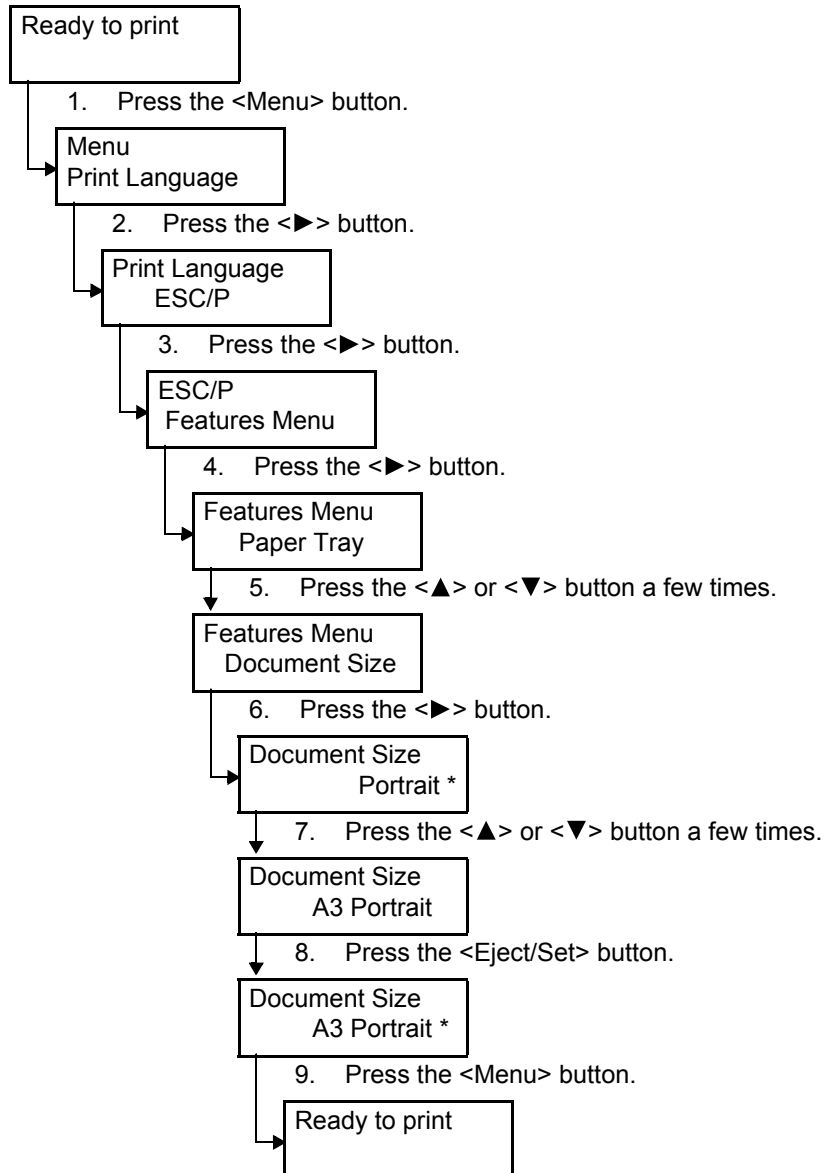 Ready to print
1. Press the <Menu> button.
Menu
Print Language
2. Press the <▶> button.
Print Language
ESC/P
3. Press the <▶> button.
ESC/P
Features Menu
4. Press the <▶> button.
Features Menu
Paper Tray
5. Press the <▲> or <▼> button a few times.
Features Menu
Document Size
6. Press the <▶> button.
Document Size
Portrait *
7. Press the <▲> or <▼> button a few times.
Document Size
A3 Portrait
8. Press the <Eject/Set> button.
Document Size
A3 Portrait *
9. Press the <Menu> button.
Ready to print